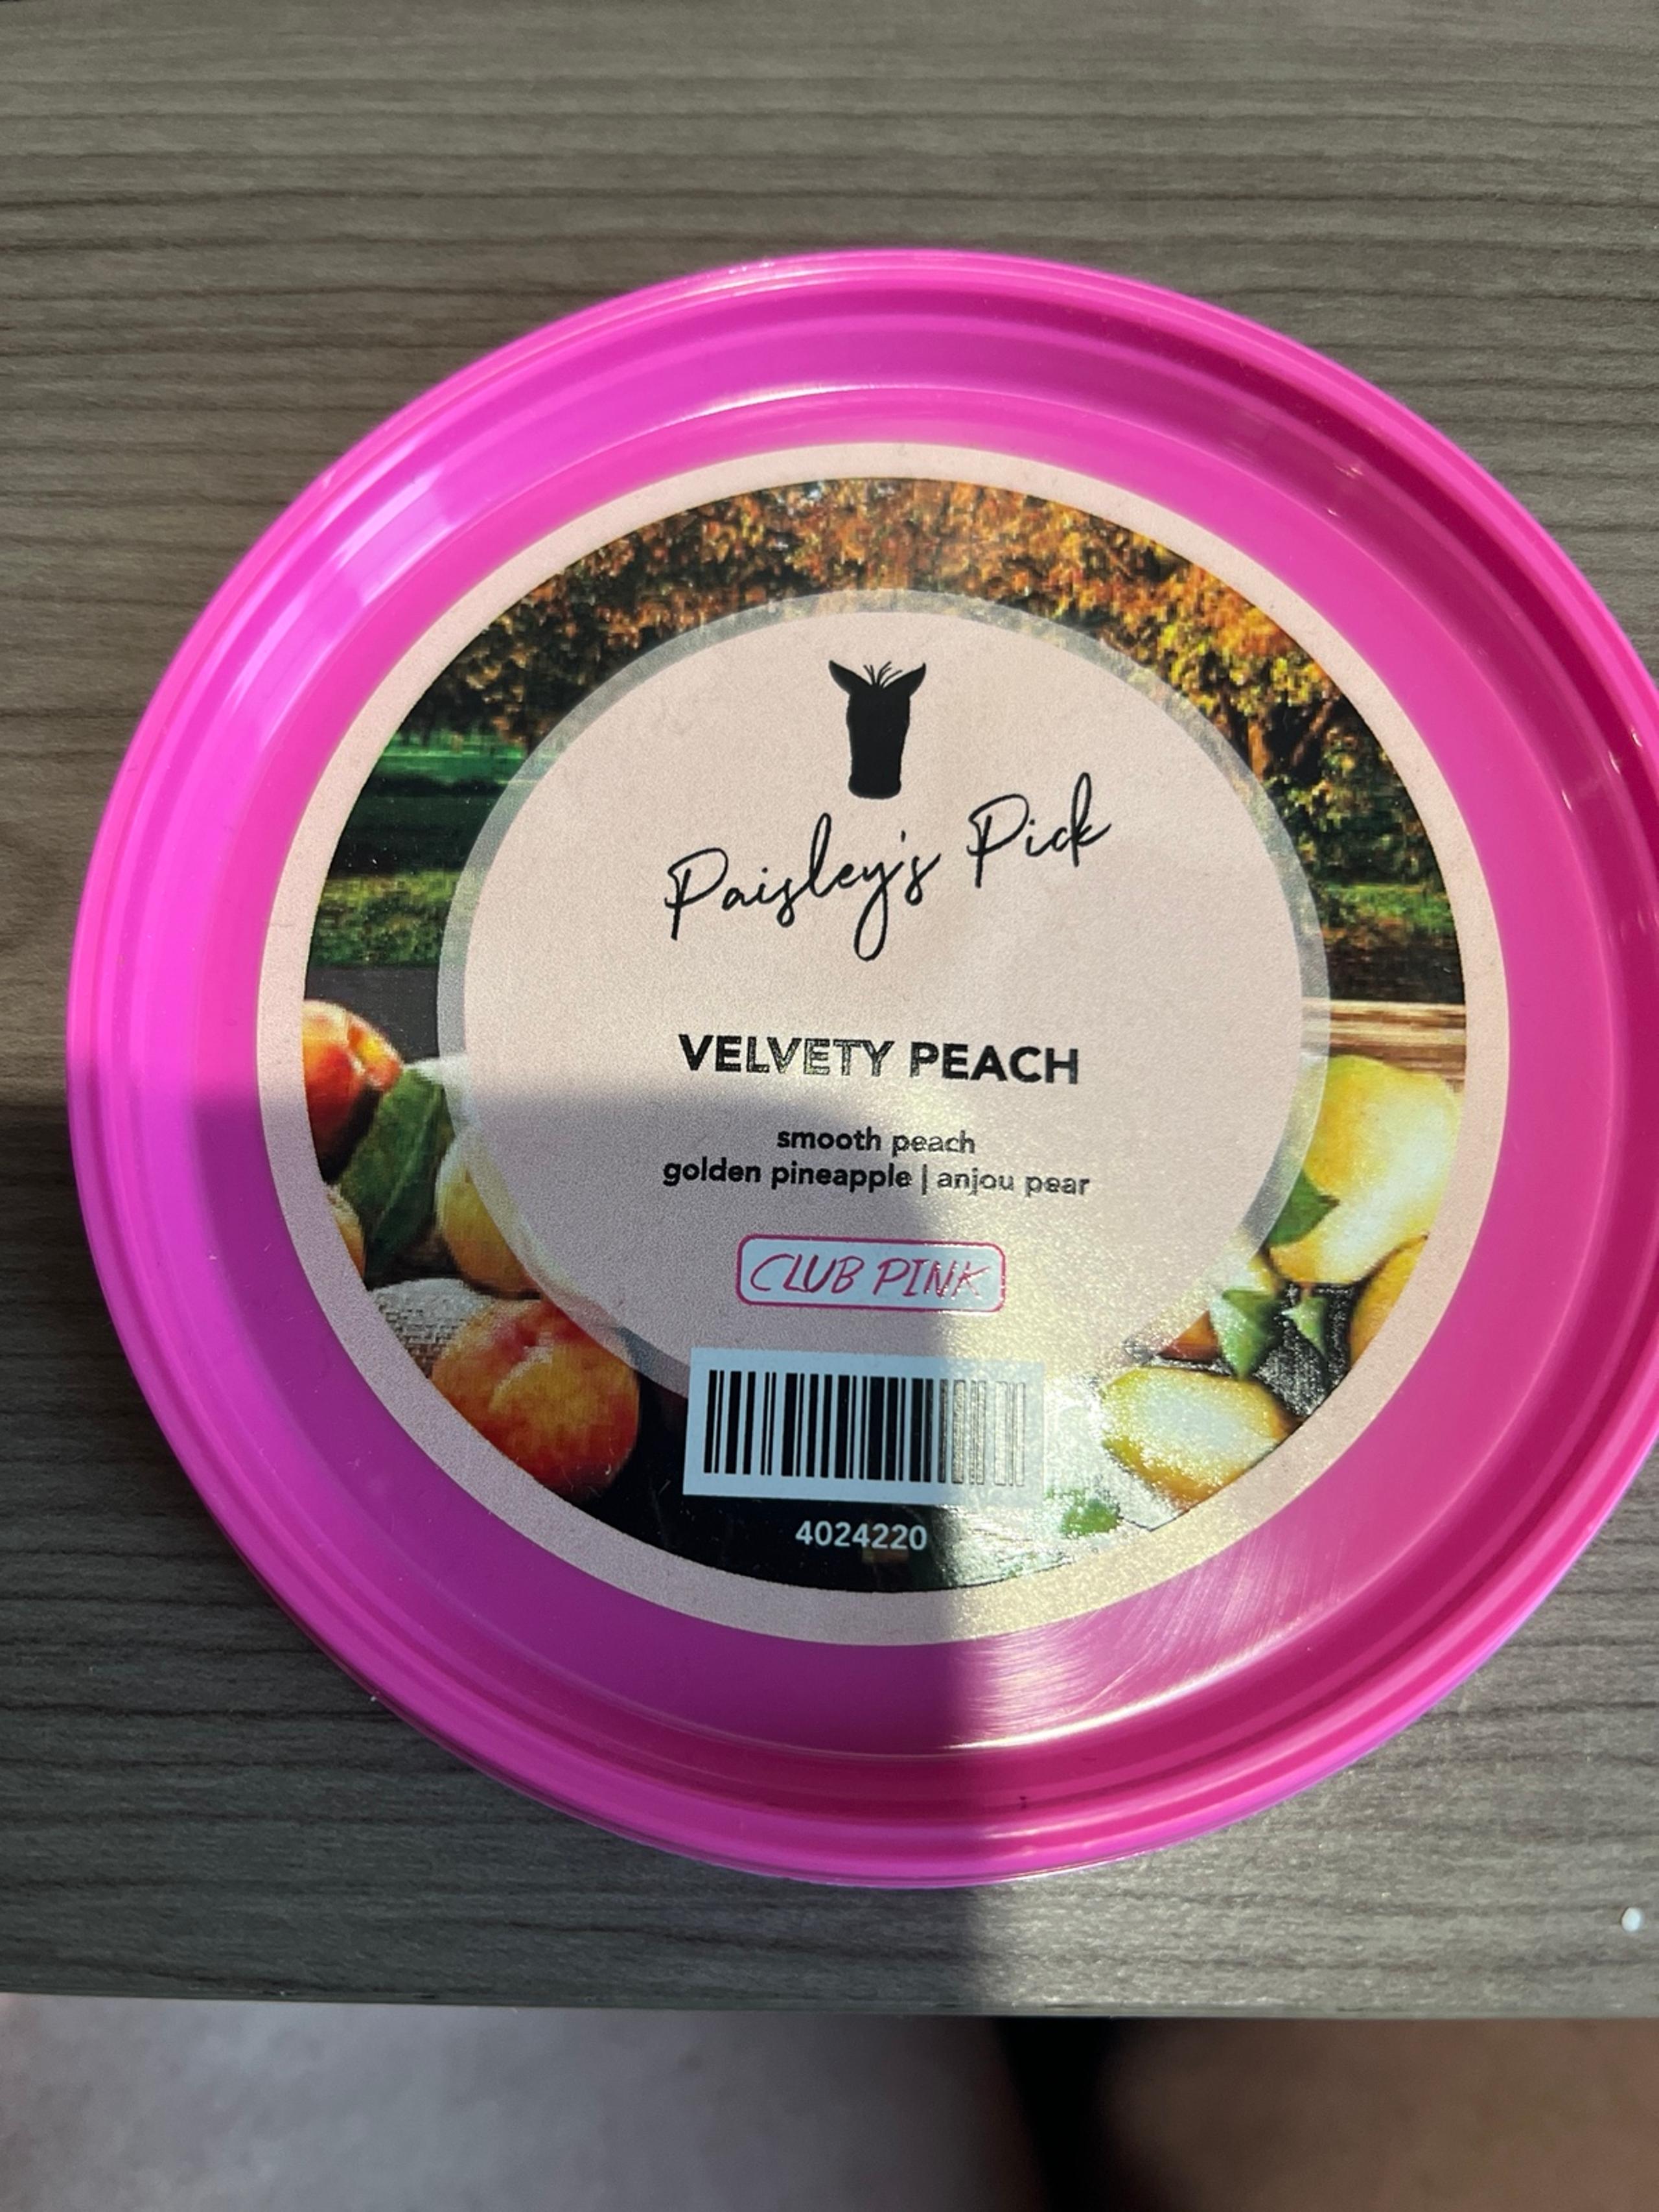 Paisley's Pick
VELVETY PEACH
smooth peach
golden pineapple | anjou pear
CLUB PINK
4024220